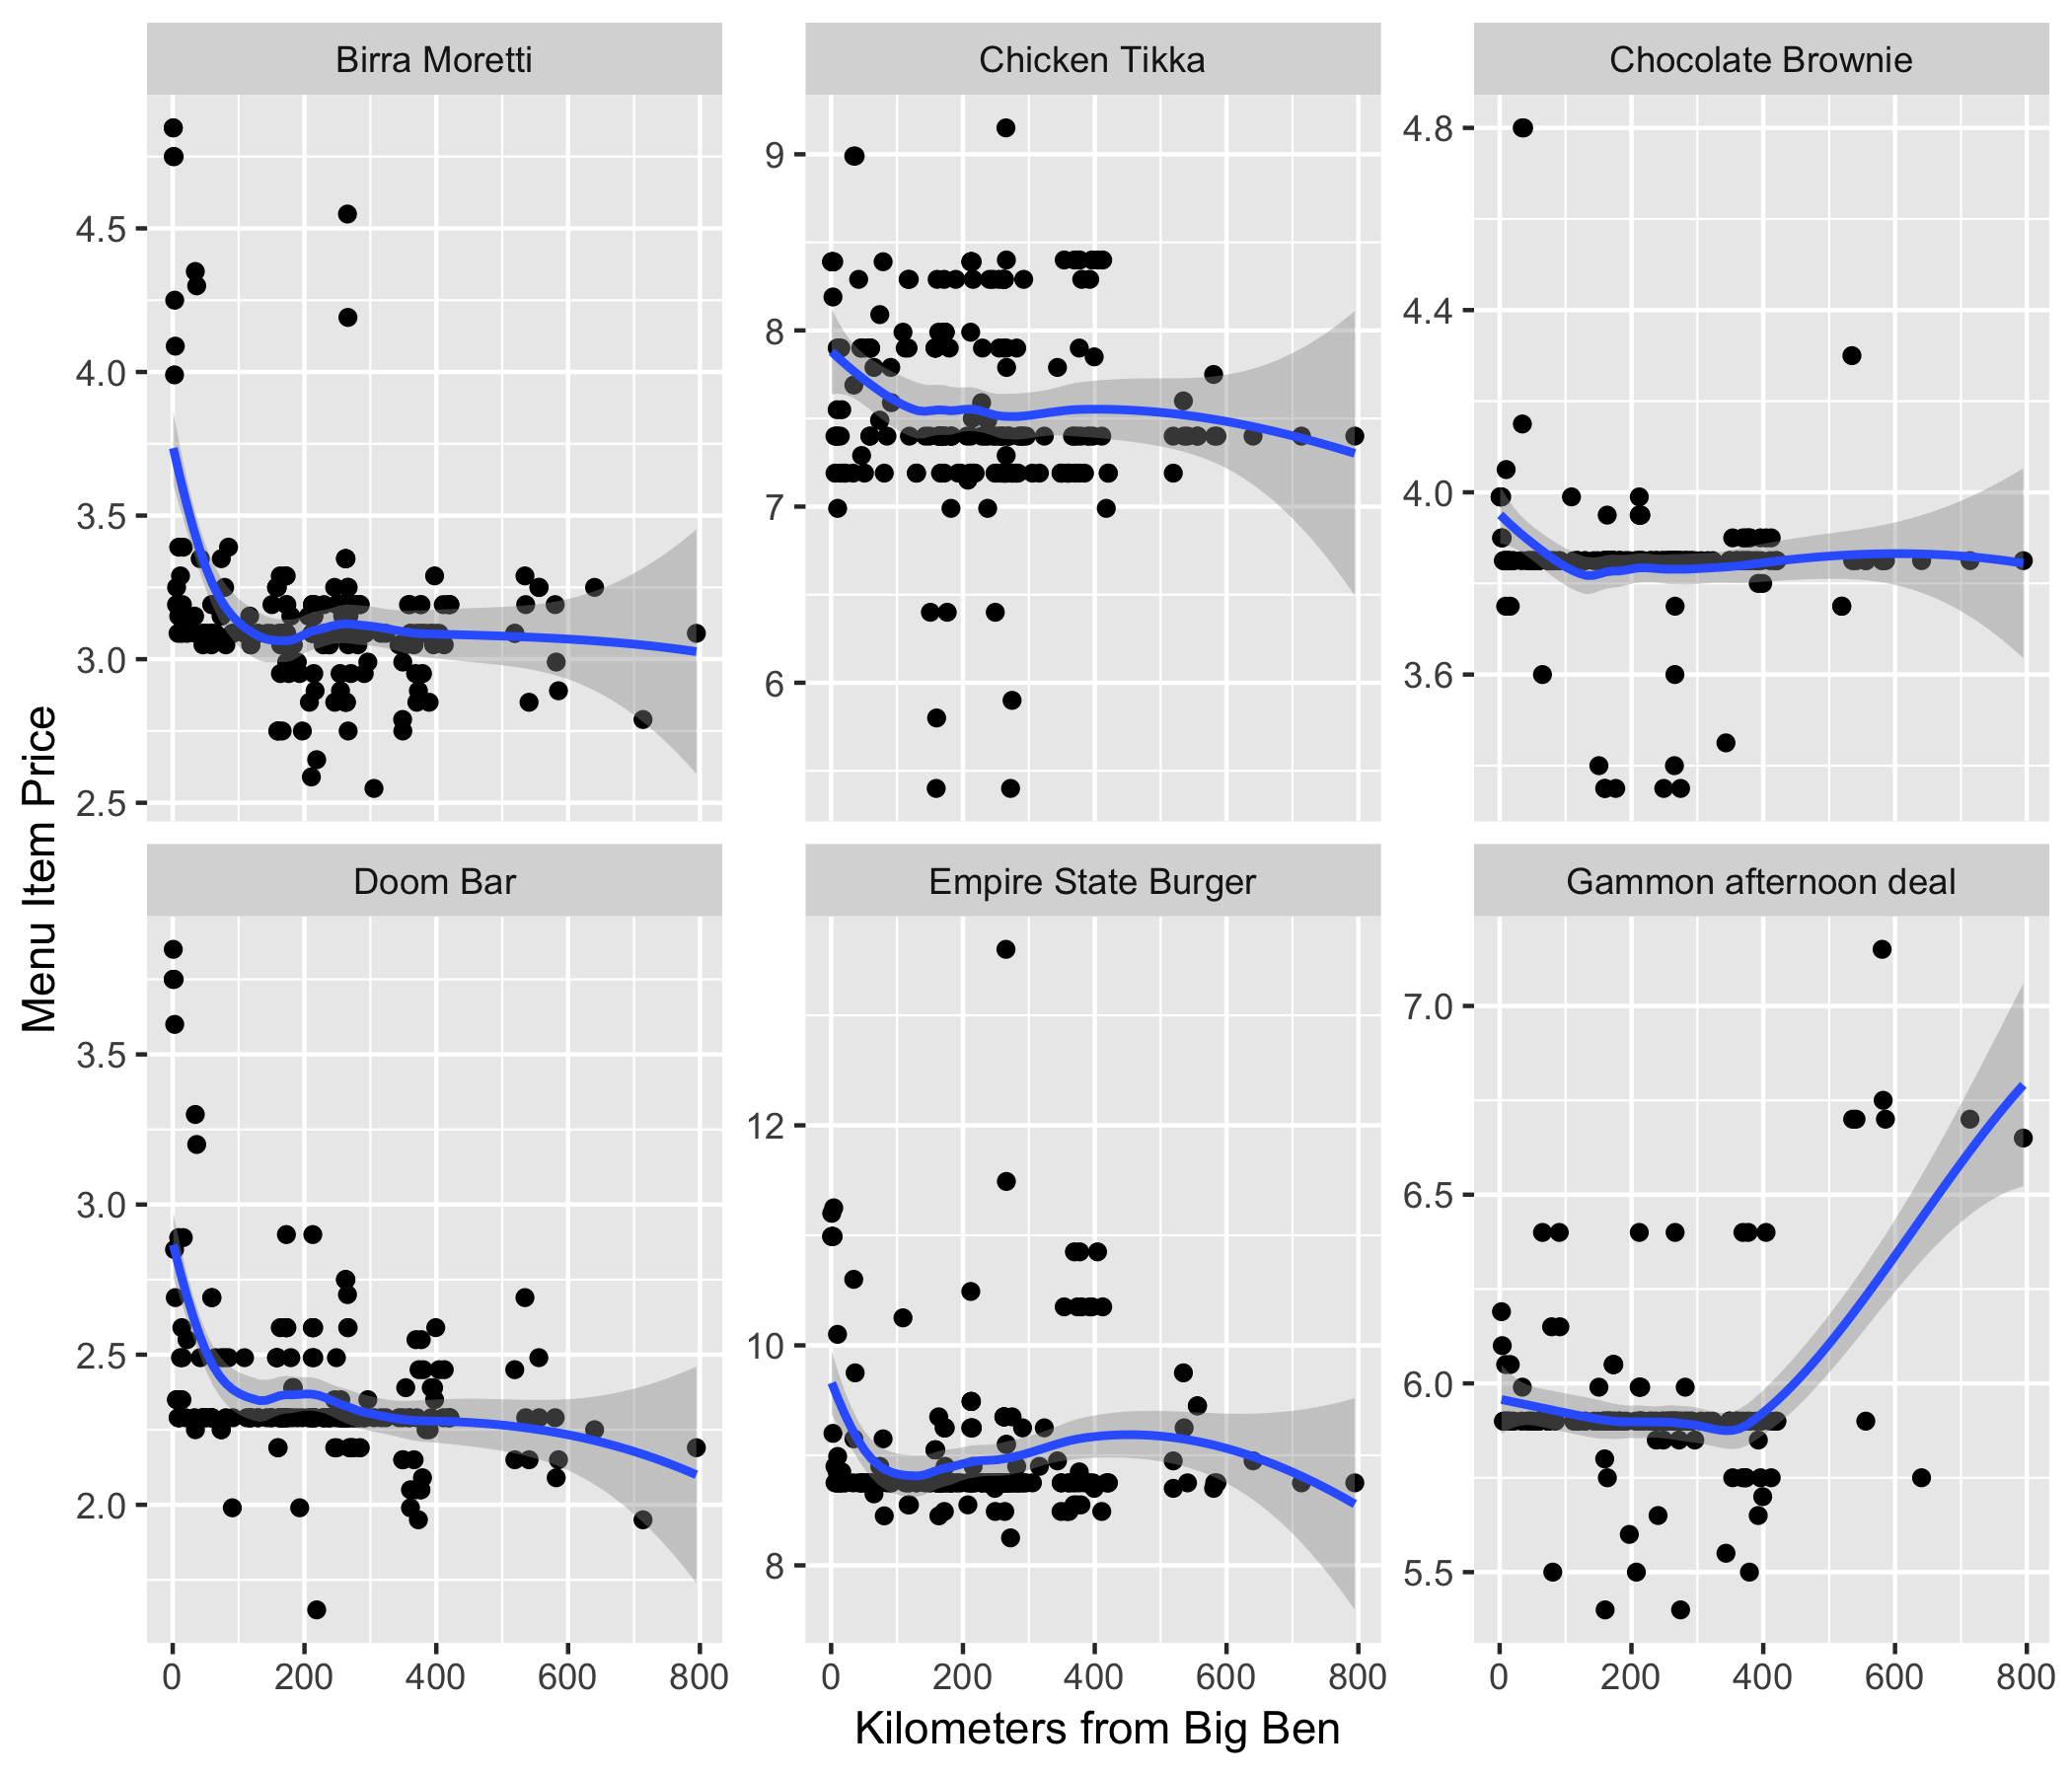 Birra Moretti
Chicken Tikka
Chocolate Brownie
4.5
4.0
3.5
3.0
2.5
9
8
7
6
4.8
4.4
4.0
3.6
Menu Item Price
Doom Bar
Empire State Burger
Gammon afternoon deal
3.5
3.0
2.5
2.0
12
10
8
7.0
6.5
6.0
5.5
0 200 400 600 800
0 200 400 600 800
0 200 400 600 800
Kilometers from Big Ben